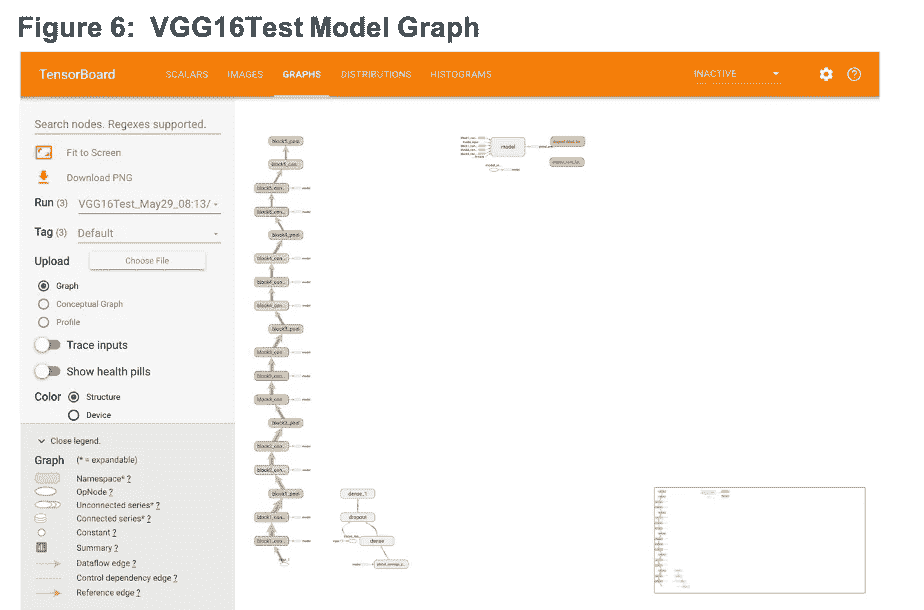 Figure 6: VGG16Test Model Graph
TensorBoard
SCALARS
IMAGES
GRAPHS
DISTRIBUTIONS
HISTOGRAMS
INACTIVE
Search nodes. Regexes supported.
Fit to Screen
Download PNG
Run (3) VGG16Test_May29_08:13/
Tag (3) Default
Upload Choose File
Graph
Conceptual Graph
Profile
Trace inputs
Show health pills
Color Structure
Device
Close legend.
Graph (* = expandable)
Namespace* ?
OpNode ?
Unconnected series* ?
Connected series* ?
Constant ?
Summary ?
Dataflow edge ?
Control dependency edge ?
Reference edge ?
block5_pool
block5_con...
block5_con...
block5_con...
block4_pool
block4_con...
block4_con...
block4_con...
block3_pool
block3_con...
block3_con...
block3_con...
block2_pool
block2_con...
block2_con...
block1_pool
block1_con...
block1_con...
dense_1
dropout
dense
model